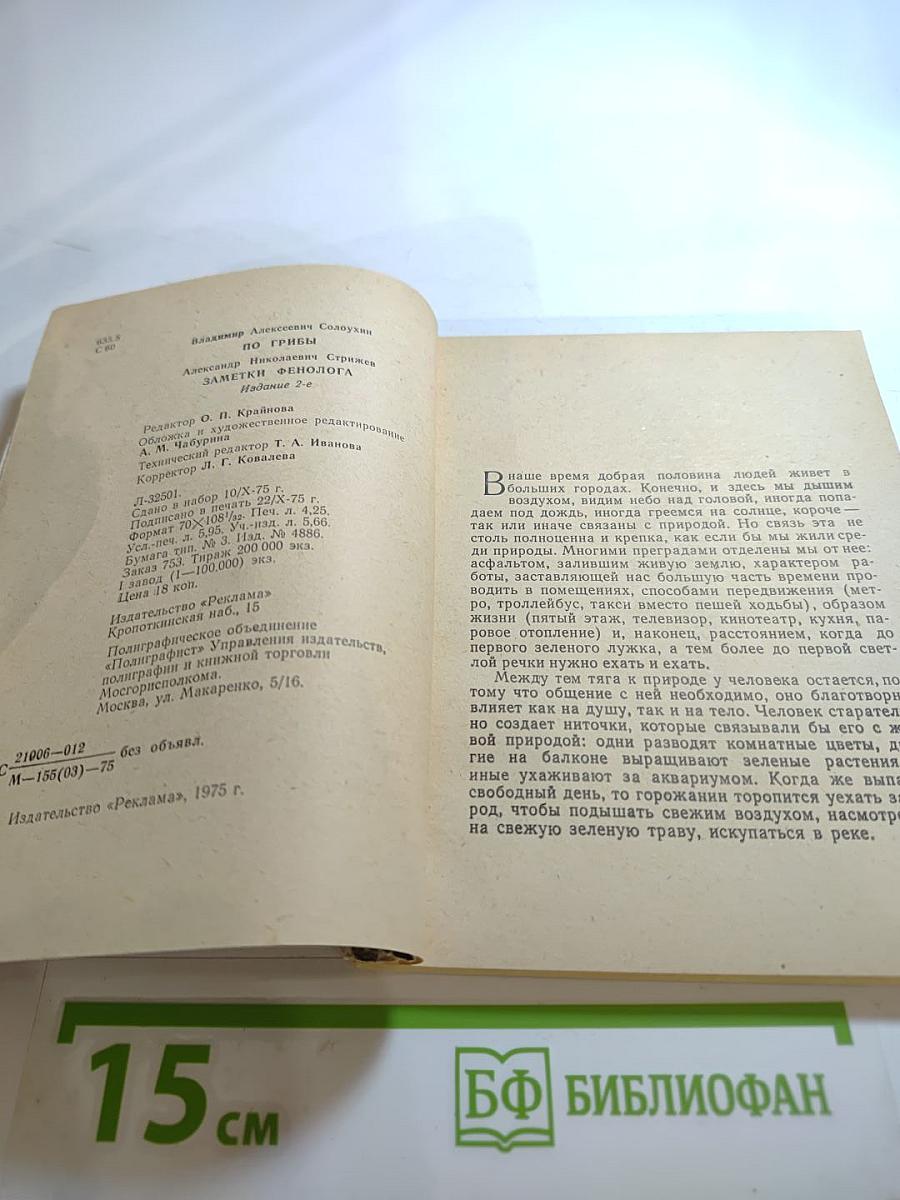 635.8
С 60
Владимир Алексеевич Солоухин
ПО ГРИБЫ
Александр Николаевич Стрижев
ЗАМЕТКИ ФЕНОЛОГА
Издание 2-е
Редактор О. П. Крайнова
Обложка и художественное редактирование
А. М. Чабурина
Технический редактор Т. А. Иванова
Корректор Л. Г. Ковалева
Л-32501.
Сдано в набор 10/X-75 г.
Подписано в печать 22/X-75 г.
Формат 70×108¹/₃₂. Печ. л. 4,25.
Усл.-печ. л. 5,95. Уч.-изд. л. 5,66.
Бумага тип. № 3. Изд. № 4886.
Заказ 753. Тираж 200 000 экз.
I завод (1—100,000) экз.
Цена 18 коп.
Издательство «Реклама»
Кропоткинская наб., 15
Полиграфическое объединение
«Полиграфист» Управления издательств,
полиграфии и книжной торговли
Мосгорисполкома.
Москва, ул. Макаренко, 5/16.
С 21006—012
М—155(03)—75 без объявл.
Издательство «Реклама», 1975 г.
В наше время добрая половина людей живет в
больших городах. Конечно, и здесь мы дышим
воздухом, видим небо над головой, иногда попа-
даем под дождь, иногда греемся на солнце, короче —
так или иначе связаны с природой. Но связь эта не
столь полноценна и крепка, как если бы мы жили сре-
ди природы. Многими преградами отделены мы от нее:
асфальтом, залившим живую землю, характером ра-
боты, заставляющей нас большую часть времени про-
водить в помещениях, способами передвижения (мет-
ро, троллейбус, такси вместо пешей ходьбы), образом
жизни (пятый этаж, телевизор, кинотеатр, кухня, па-
ровое отопление) и, наконец, расстоянием, когда до
первого зеленого лужка, а тем более до первой свет-
лой речки нужно ехать и ехать.
Между тем тяга к природе у человека остается, по
тому что общение с ней необходимо, оно благотворн
влияет как на душу, так и на тело. Человек старател
но создает ниточки, которые связывали бы его с ж
вой природой: одни разводят комнатные цветы, д
гие на балконе выращивают зеленые растения
иные ухаживают за аквариумом. Когда же выпа
свободный день, то горожанин торопится уехать за
род, чтобы подышать свежим воздухом, насмотре
на свежую зеленую траву, искупаться в реке.
15 см
БФ БИБЛИОФАН